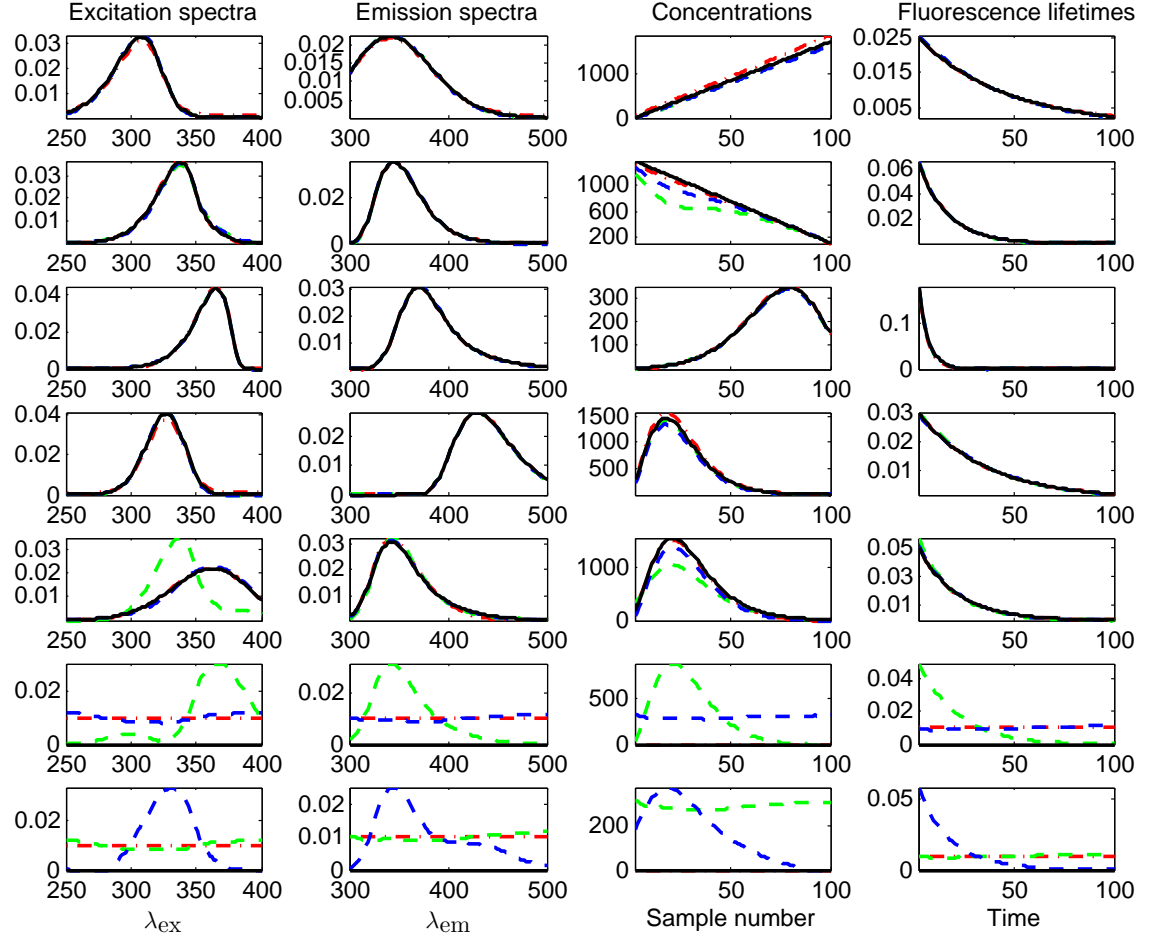 Excitation spectra Emission spectra Concentrations Fluorescence lifetimes
0.03 0.02 0.01 250 300 350 400
0.02 0.015 0.01 0.005 300 400 500
1000 0 50 100
0.025 0.015 0.005 50 100
0.03 0.02 0.01 250 300 350 400
0.03 0.02 0.01 300 400 500
1000 600 200 50 100
0.06 0.04 0.02 50 100
0.04 0.02 0 250 300 350 400
0.03 0.02 0.01 300 400 500
300 200 100 50 100
0.1 0 50 100
0.04 0.03 0.02 0.01 250 300 350 400
0.02 0.01 0 300 400 500
1500 1000 500 50 100
0.03 0.02 0.01 50 100
0.03 0.02 0.01 250 300 350 400
0.03 0.02 0.01 300 400 500
1000 0 50 100
0.05 0.03 0.01 50 100
0.02 0 250 300 350 400
0.02 0 300 400 500
500 0 50 100
0.04 0.02 0 50 100
0.02 0 250 300 350 400
0.02 0.01 0 300 400 500
200 0 50 100
0.05 0 50 100
λex λem Sample number Time